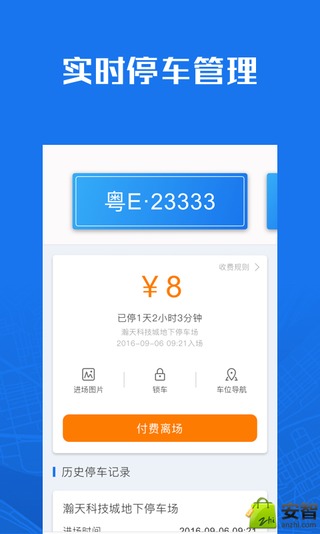 实时停车管理
粤E·23333
收费规则
¥8
已停1天2小时3分钟
瀚天科技城地下停车场
2016-09-06 09:21入场
进场图片
锁车
车位导航
付费离场
历史停车记录
瀚天科技城地下停车场
进场时间
2016-09-06 09:21
安智
anzhi.com
zhi